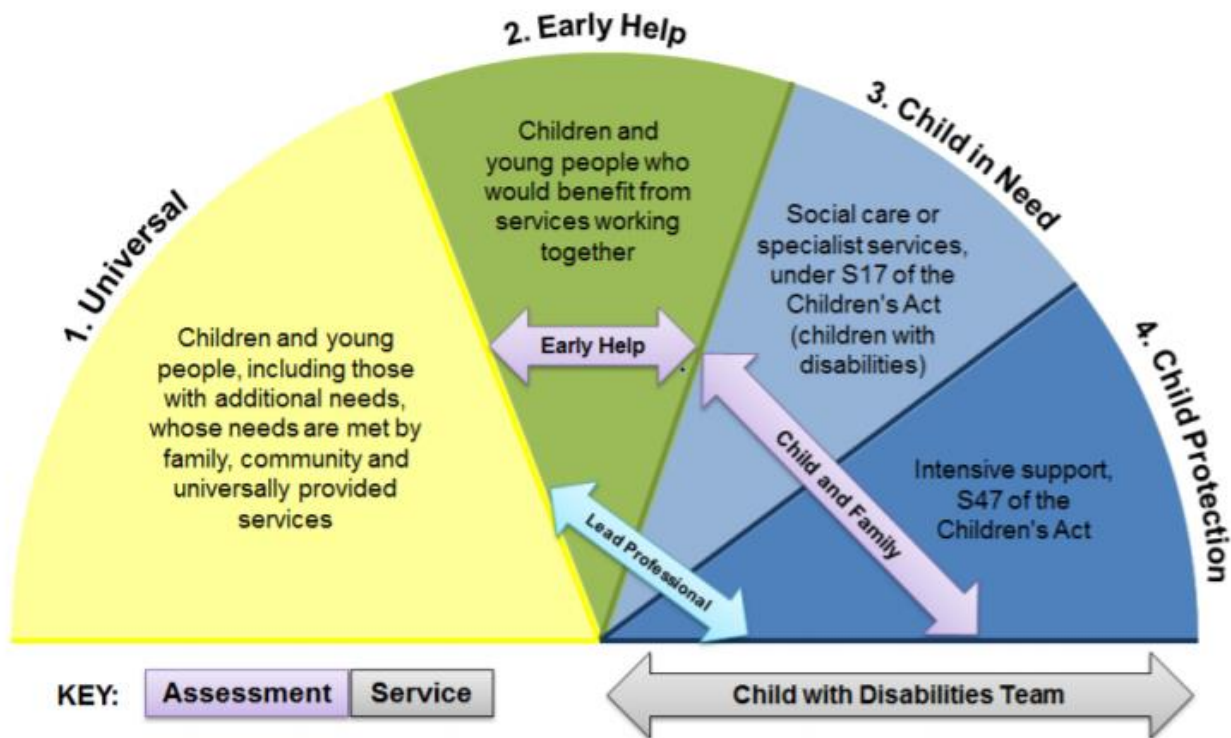 1. Universal
2. Early Help
3. Child in Need
4. Child Protection
Children and young
people, including those
with additional needs,
whose needs are met by
family, community and
universally provided
services
Children and
young people who
would benefit from
services working
together
Early Help
Social care or
specialist services,
under S17 of the
Children's Act
(children with
disabilities)
Child and Family
Intensive support,
S47 of the
Children's Act
Lead Professional
KEY: Assessment Service
Child with Disabilities Team